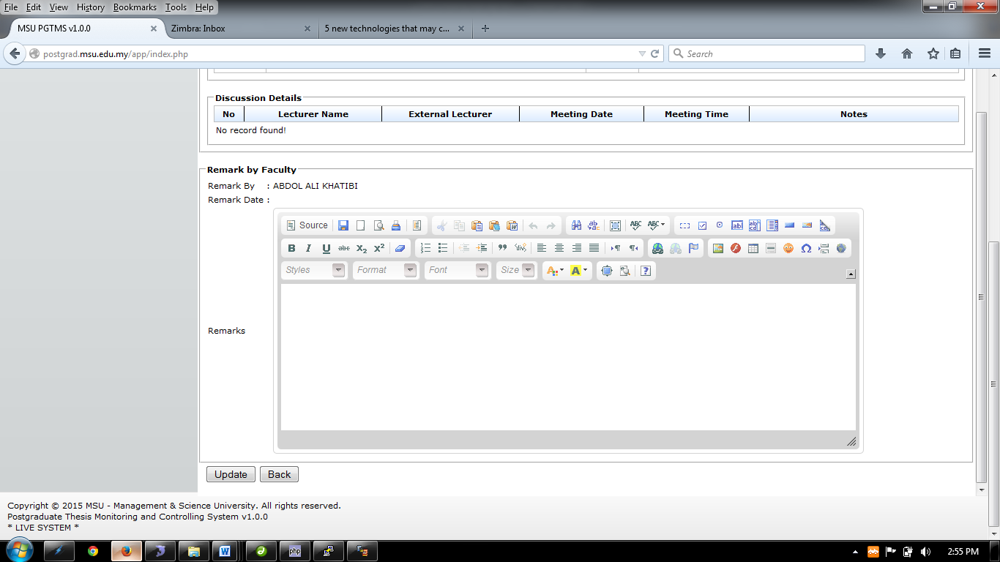 File Edit View History Bookmarks Tools Help
MSU PGTMS v1.0.0
Zimbra: Inbox
5 new technologies that may c...
postgrad.msu.edu.my/app/index.php
Search
Discussion Details
No Lecturer Name External Lecturer Meeting Date Meeting Time Notes
No record found!
Remark by Faculty
Remark By : ABDOL ALI KHATIBI
Remark Date :
Source
Styles Format Font Size
Remarks
Update Back
Copyright © 2015 MSU - Management & Science University. All rights reserved.
Postgraduate Thesis Monitoring and Controlling System v1.0.0
* LIVE SYSTEM *
2:55 PM